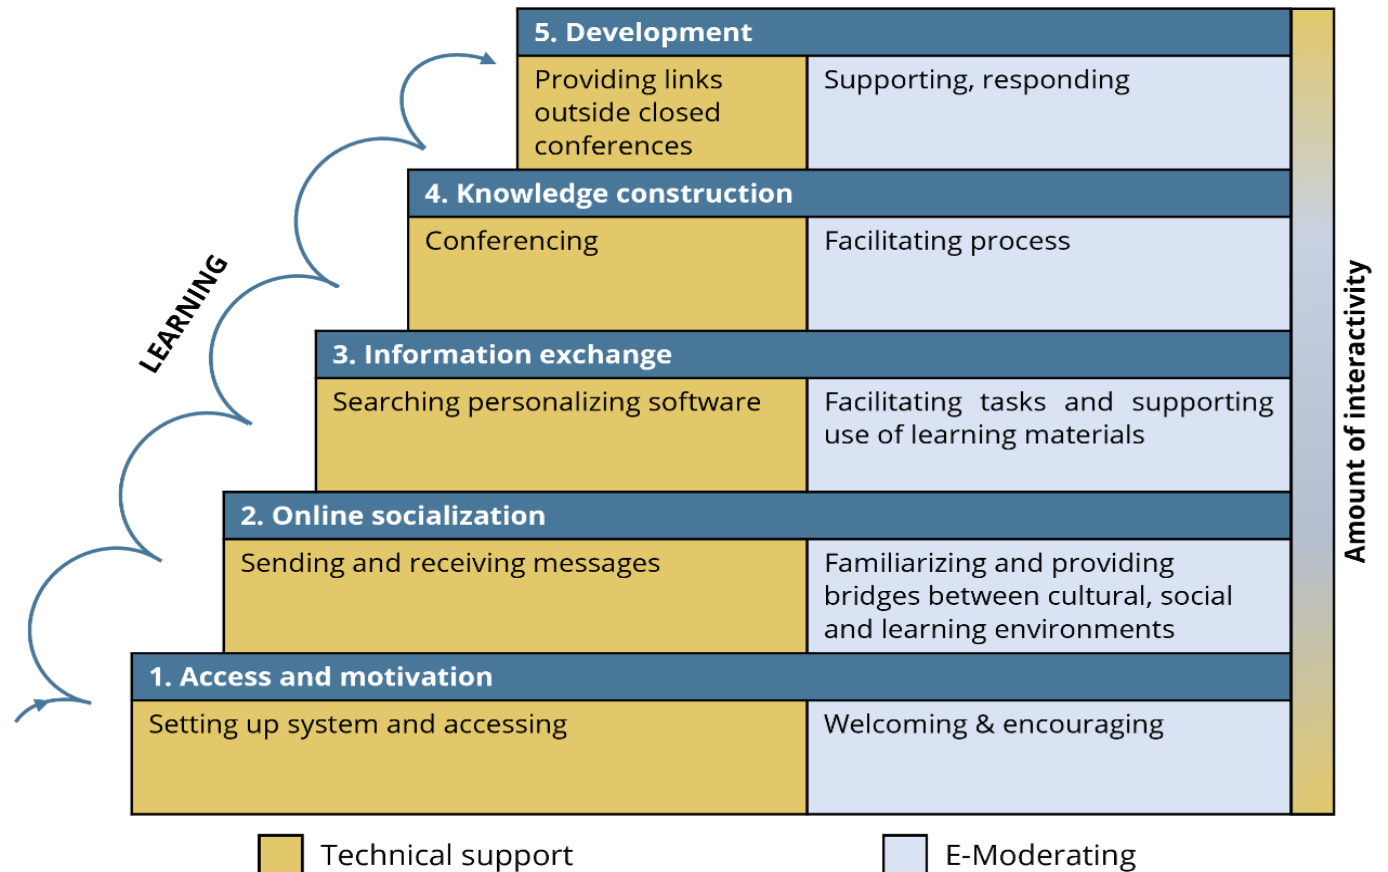 5. Development
Providing links
outside closed
conferences
Supporting, responding
4. Knowledge construction
Conferencing
Facilitating process
LEARNING
3. Information exchange
Searching personalizing software
Facilitating tasks and supporting
use of learning materials
Amount of interactivity
2. Online socialization
Sending and receiving messages
Familiarizing and providing
bridges between cultural, social
and learning environments
1. Access and motivation
Setting up system and accessing
Welcoming & encouraging
Technical support
E-Moderating